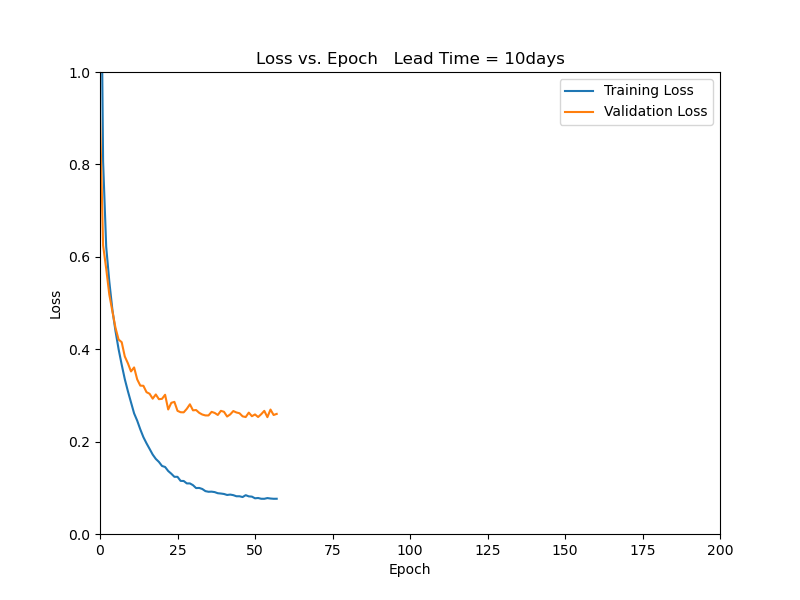 Loss vs. Epoch   Lead Time = 10days
Training Loss
Validation Loss
1.0
0.8
0.6
0.4
0.2
0.0
Loss
0 25 50 75 100 125 150 175 200
Epoch